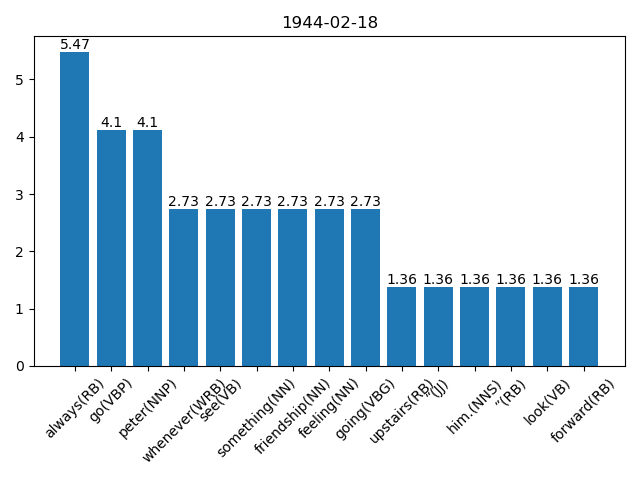 1944-02-18
5.47
4.1
4.1
2.73
2.73
2.73
2.73
2.73
2.73
1.36
1.36
1.36
1.36
1.36
1.36
5
4
3
2
1
0
always(RB)
go(VBP)
peter(NNP)
whenever(WRB)
see(VB)
something(NN)
friendship(NN)
feeling(NN)
going(VBG)
upstairs(RB)
“(JJ)
him.(NNS)
”(RB)
look(VB)
forward(RB)